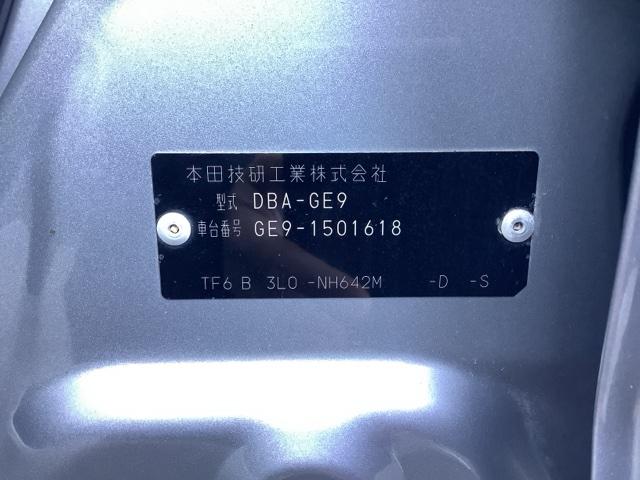 本田技研工業株式会社
型式 DBA-GE9
車台番号 GE9-1501618
TF6 B 3L0 -NH642M -D -S